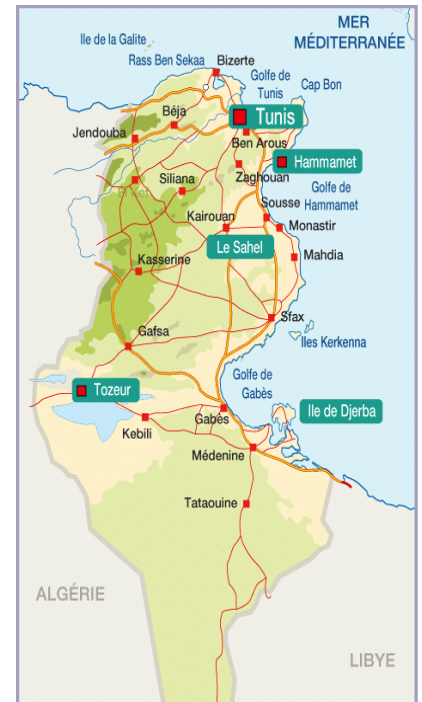 MER
MÉDITERRANÉE
Ile de la Galite
Rass Ben Sekaa
Bizerte
Golfe de
Tunis
Cap Bon
Béja
Tunis
Jendouba
Ben Arous
Hammamet
Zaghouan
Siliana
Golfe de
Hammamet
Sousse
Kairouan
Monastir
Le Sahel
Mahdia
Kasserine
Sfax
Iles Kerkenna
Gafsa
Golfe de
Gabès
Tozeur
Ile de Djerba
Gabès
Kebili
Médenine
Tataouine
ALGÉRIE
LIBYE